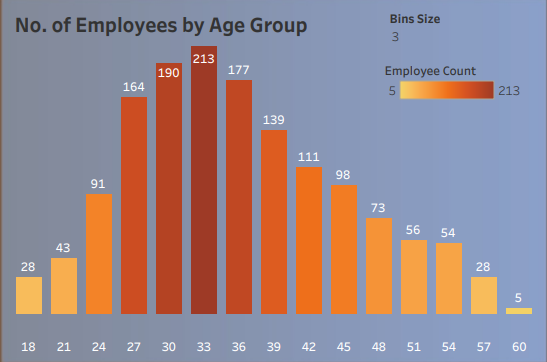 No. of Employees by Age Group
Bins Size
3
Employee Count
5 213
28 43 91 164 190 213 177 139 111 98 73 56 54 28 5
18 21 24 27 30 33 36 39 42 45 48 51 54 57 60